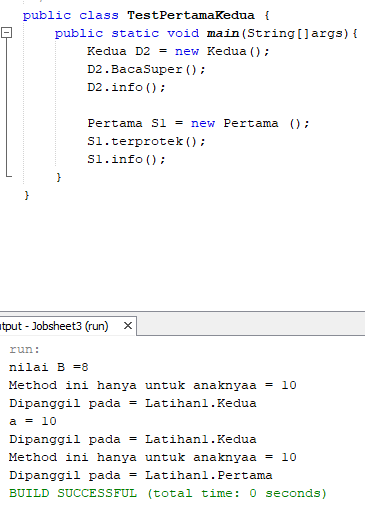 public class TestPertamaKedua {
public static void main(String[]args){
Kedua D2 = new Kedua();
D2.BacaSuper();
D2.info();
Pertama S1 = new Pertama ();
S1.terprotek();
S1.info();
}
}
utput - Jobsheet3 (run) ×
run:
nilai B =8
Method ini hanya untuk anaknyaa = 10
Dipanggil pada = Latihan1.Kedua
a = 10
Dipanggil pada = Latihan1.Kedua
Method ini hanya untuk anaknyaa = 10
Dipanggil pada = Latihan1.Pertama
BUILD SUCCESSFUL (total time: 0 seconds)